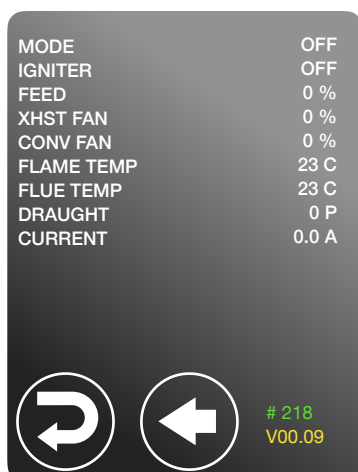 MODE OFF
IGNITER OFF
FEED 0 %
XHST FAN 0 %
CONV FAN 0 %
FLAME TEMP 23 C
FLUE TEMP 23 C
DRAUGHT 0 P
CURRENT 0.0 A
# 218
V00.09